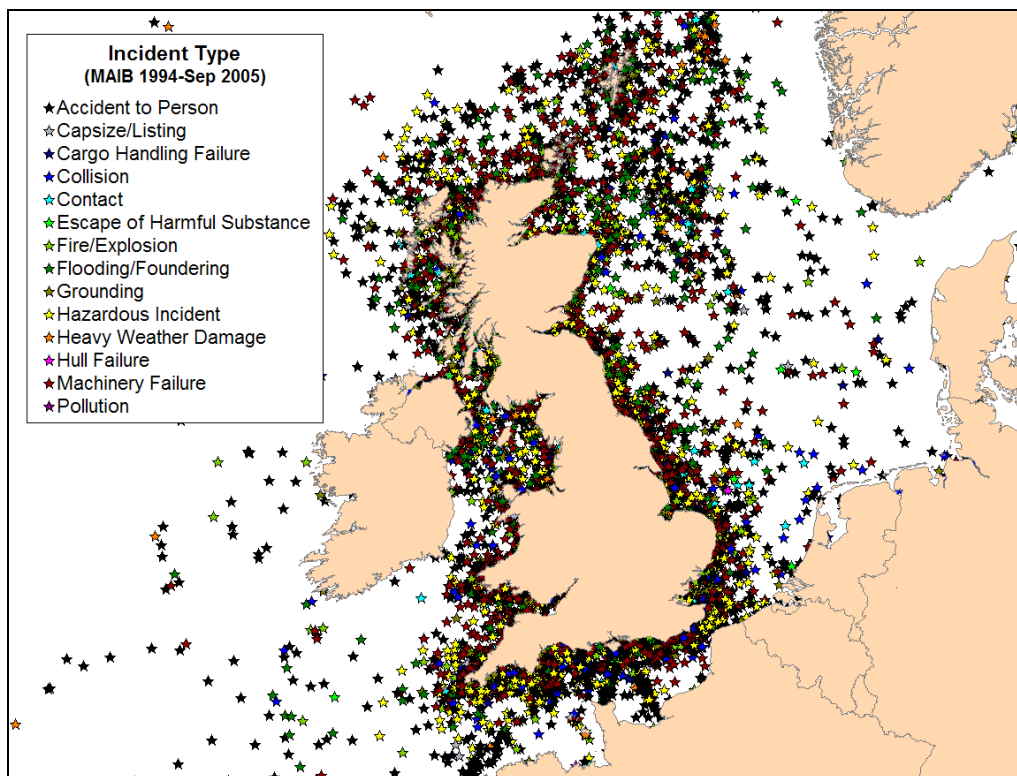 Incident Type
(MAIB 1994-Sep 2005)
Accident to Person
Capsize/Listing
Cargo Handling Failure
Collision
Contact
Escape of Harmful Substance
Fire/Explosion
Flooding/Foundering
Grounding
Hazardous Incident
Heavy Weather Damage
Hull Failure
Machinery Failure
Pollution